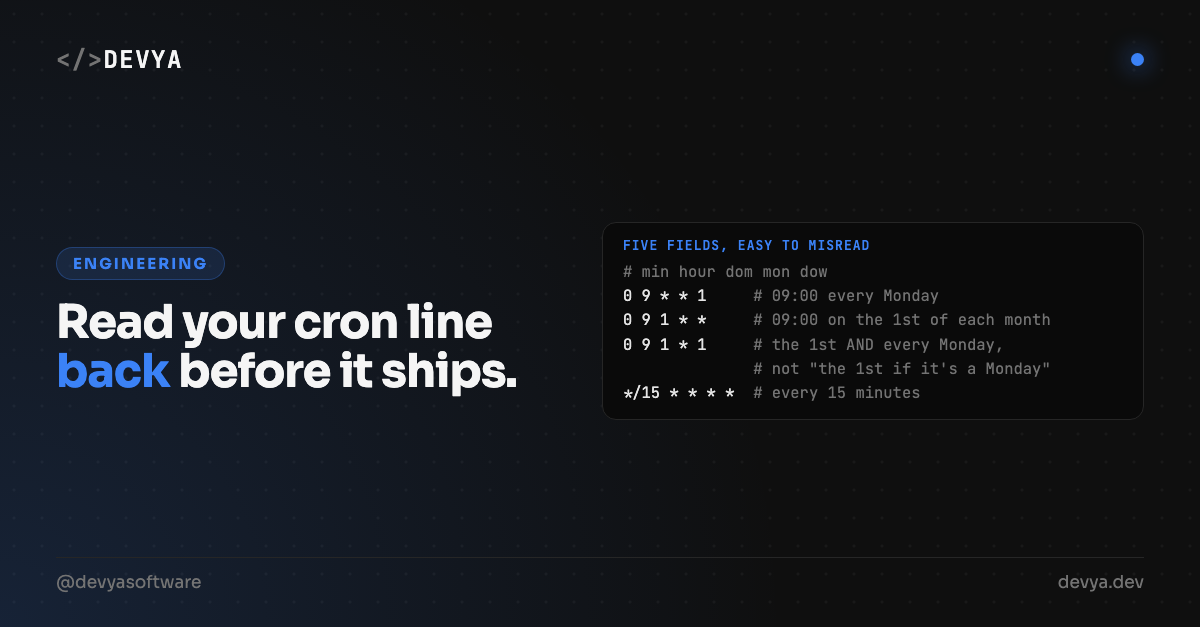 </>DEVYA
ENGINEERING
Read your cron line
back before it ships.
FIVE FIELDS, EASY TO MISREAD
# min hour dom mon dow
0 9 * * 1     # 09:00 every Monday
0 9 1 * *     # 09:00 on the 1st of each month
0 9 1 * 1     # the 1st AND every Monday,
# not "the 1st if it's a Monday"
*/15 * * * *  # every 15 minutes
@devyasoftware
devya.dev